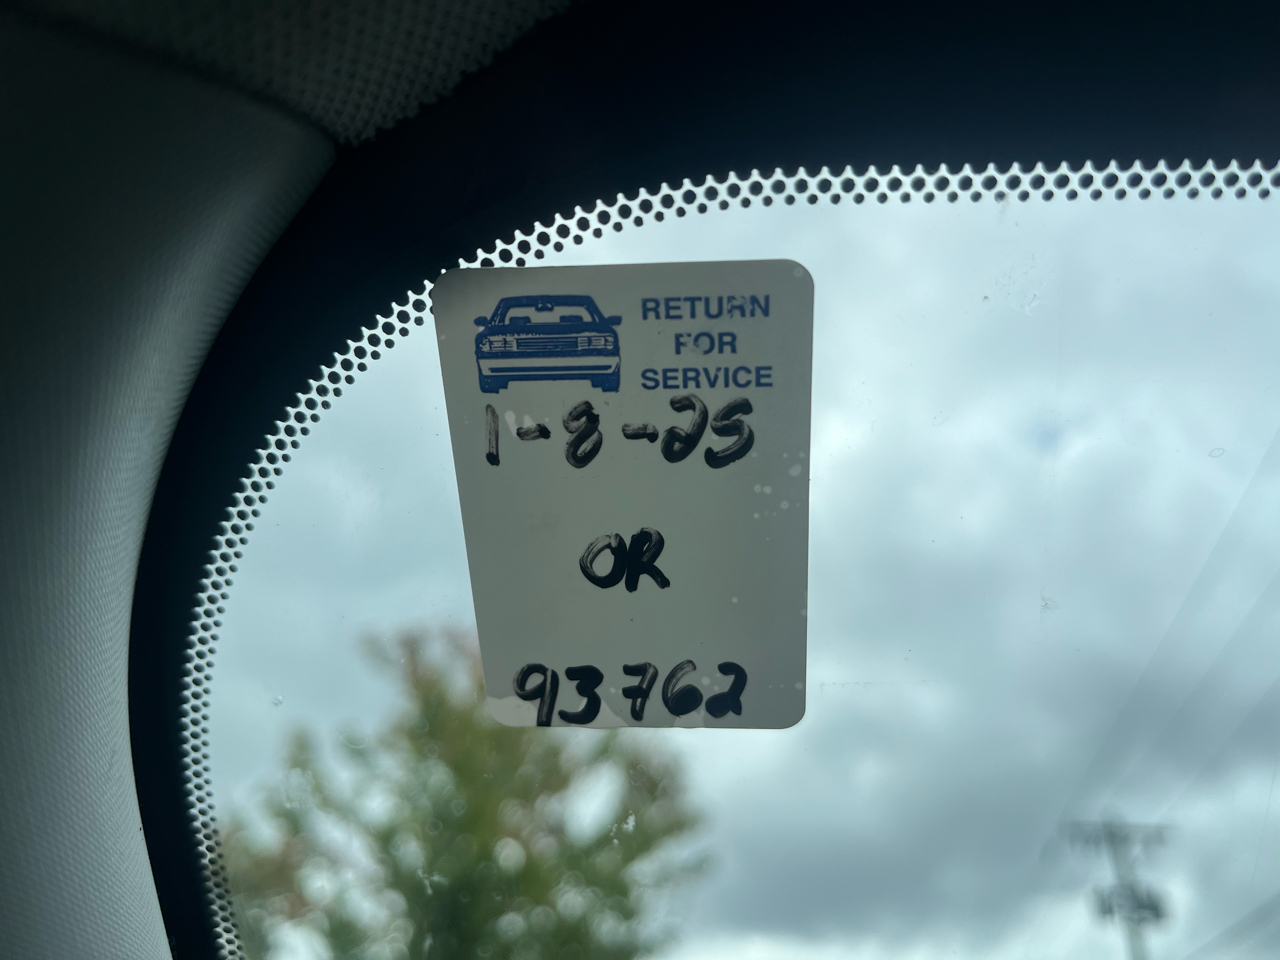 RETURN
FOR
SERVICE
1-8-25
OR
93762